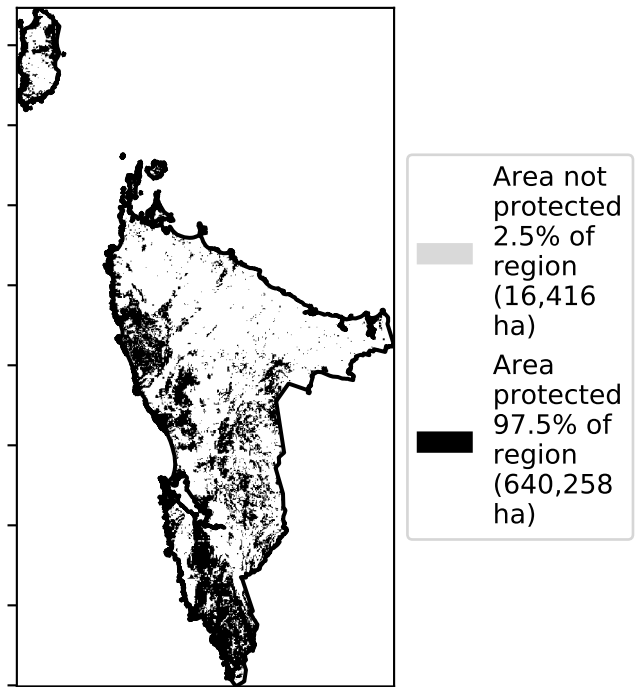 Area not
protected
2.5% of
region
(16,416
ha)
Area
protected
97.5% of
region
(640,258
ha)